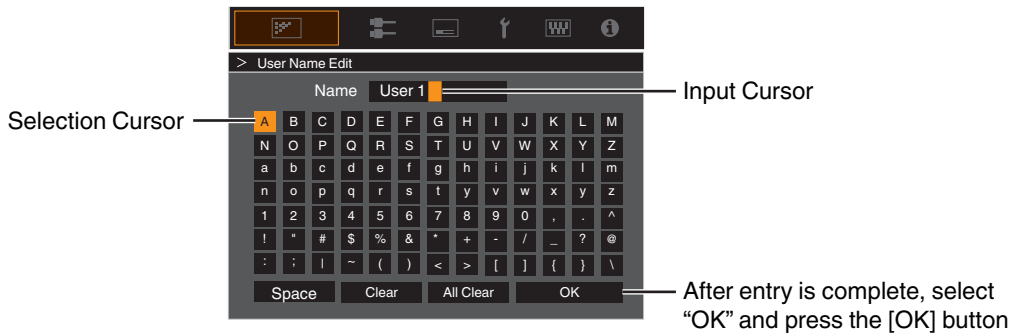 > User Name Edit
Name User 1
Input Cursor
Selection Cursor
A B C D E F G H I J K L M
N O P Q R S T U V W X Y Z
a b c d e f g h i j k l m
n o p q r s t y v w x y z
1 2 3 4 5 6 7 8 9 0 , . ^
! " # $ % & * + - / _ ? @
: ; | ~ ( ) < > [ ] { } \
Space Clear All Clear OK
After entry is complete, select
“OK” and press the [OK] button